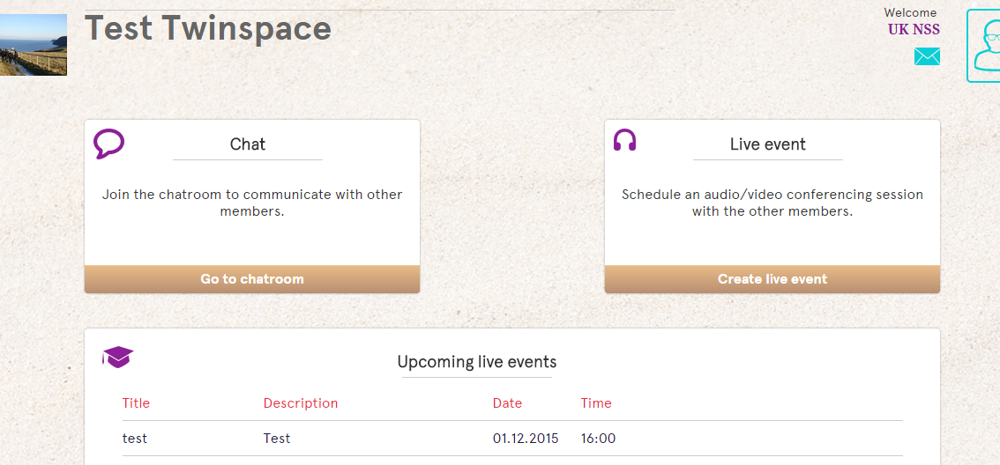 Test Twinspace
Welcome
UK NSS
Chat
Join the chatroom to communicate with other
members.
Go to chatroom
Live event
Schedule an audio/video conferencing session
with the other members.
Create live event
Upcoming live events
Title Description Date Time
test Test 01.12.2015 16:00